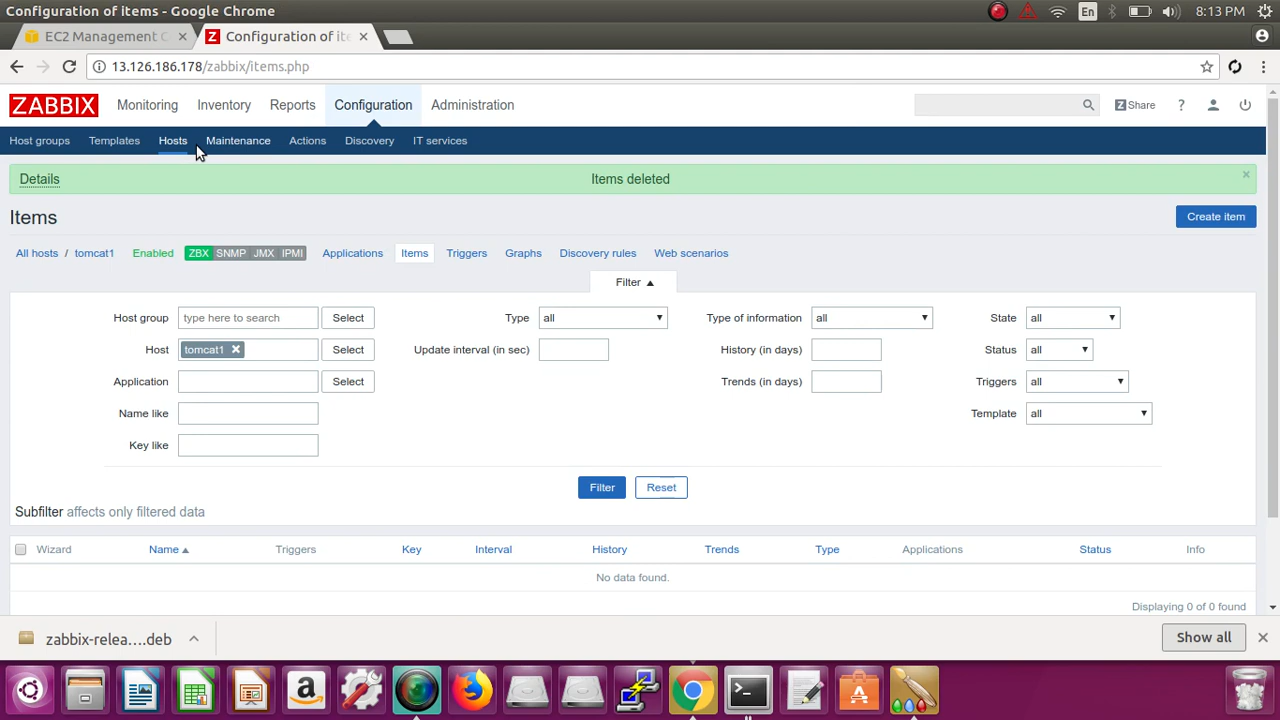 Configuration of items - Google Chrome
En
8:13 PM
EC2 Management C
Z Configuration of ite
13.126.186.178/zabbix/items.php
ZABBIX Monitoring Inventory Reports Configuration Administration
Z Share ?
Host groups Templates Hosts Maintenance Actions Discovery IT services
Details Items deleted
Items
Create item
All hosts / tomcat1 Enabled ZBX SNMP JMX IPMI Applications Items Triggers Graphs Discovery rules Web scenarios
Filter ▲
Host group type here to search Select Type all Type of information all State all
Host tomcat1 Select Update interval (in sec) History (in days) Status all
Application Select Trends (in days) Triggers all
Name like Template all
Key like
Filter Reset
Subfilter affects only filtered data
Wizard Name ▲ Triggers Key Interval History Trends Type Applications Status Info
No data found.
Displaying 0 of 0 found
zabbix-relea....deb
Show all